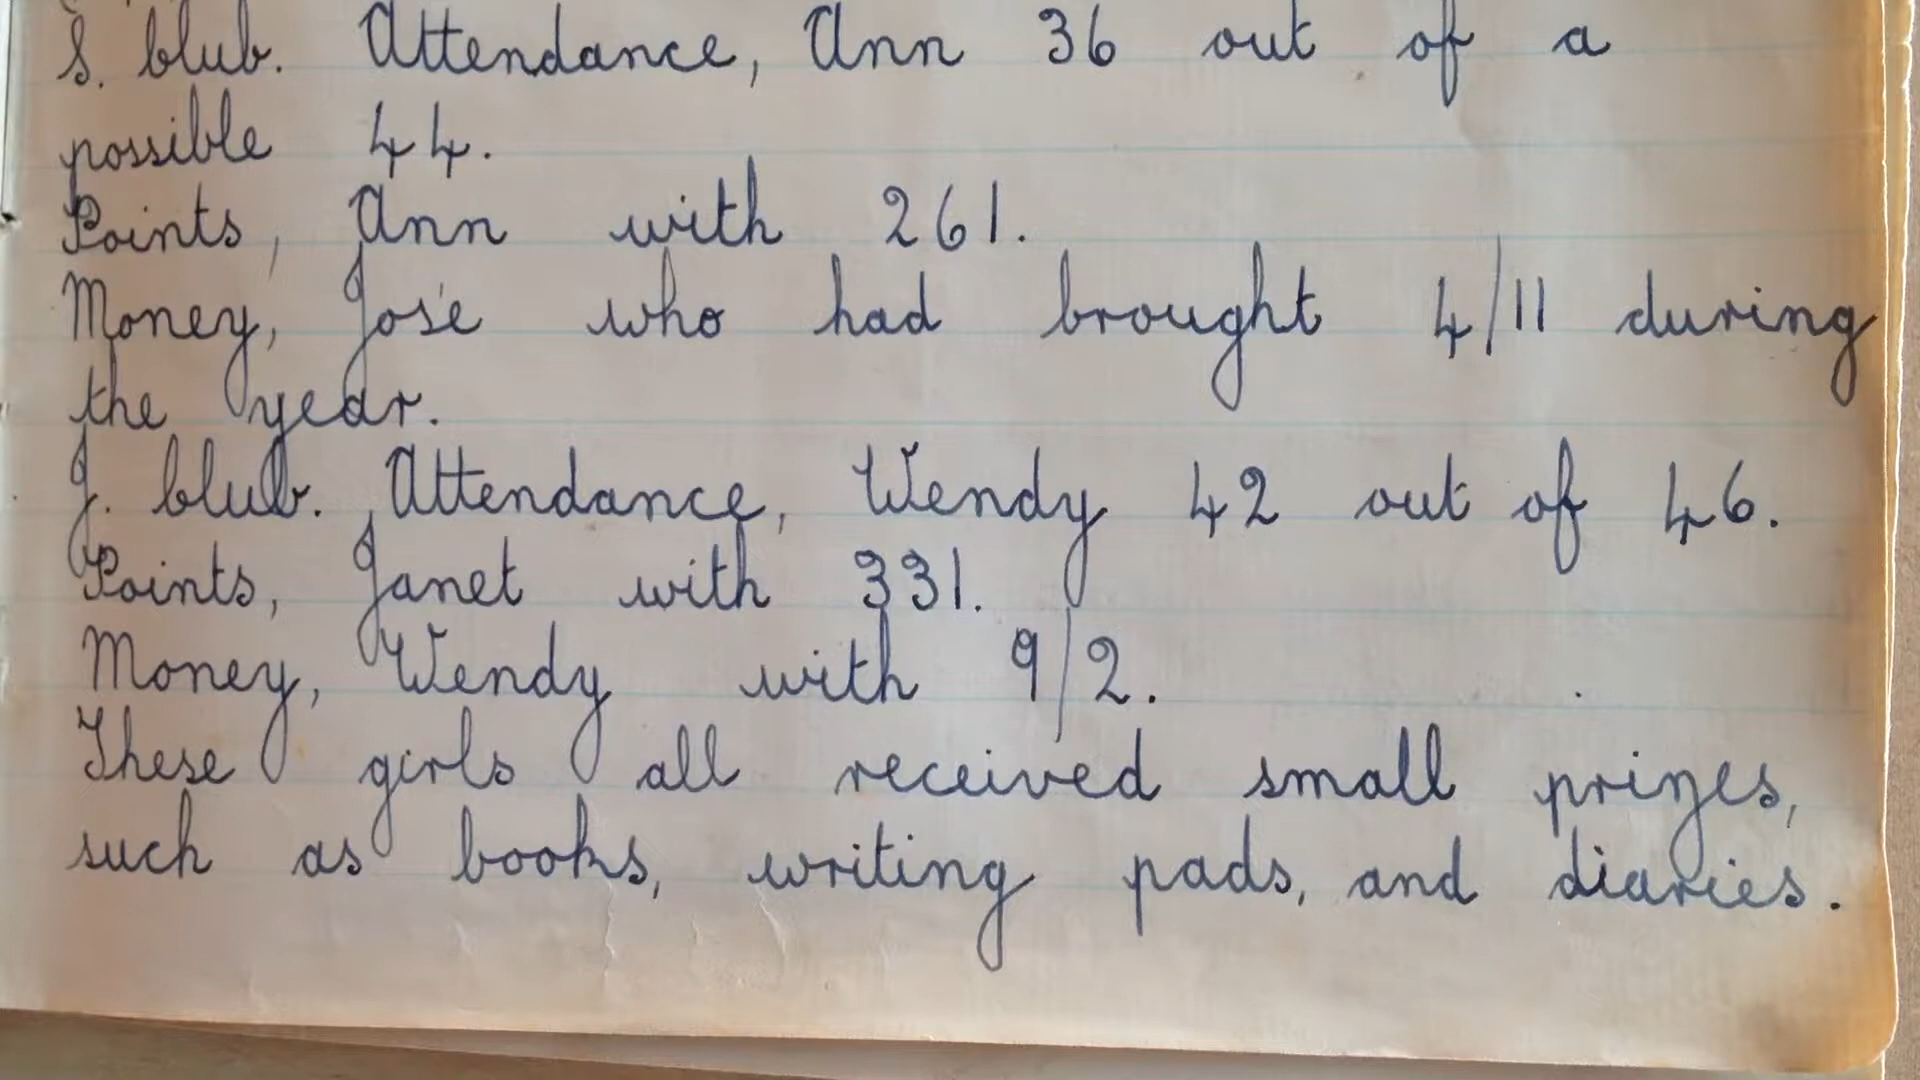 S. Club. Attendance, Ann 36 out of a
possible 44.
Points, Ann with 261.
Money, José who had brought 4/11 during
the year.
J. Club. Attendance, Wendy 42 out of 46.
Points, Janet with 331.
Money, Wendy with 9/2.
These girls all received small prizes,
such as books, writing pads, and diaries.